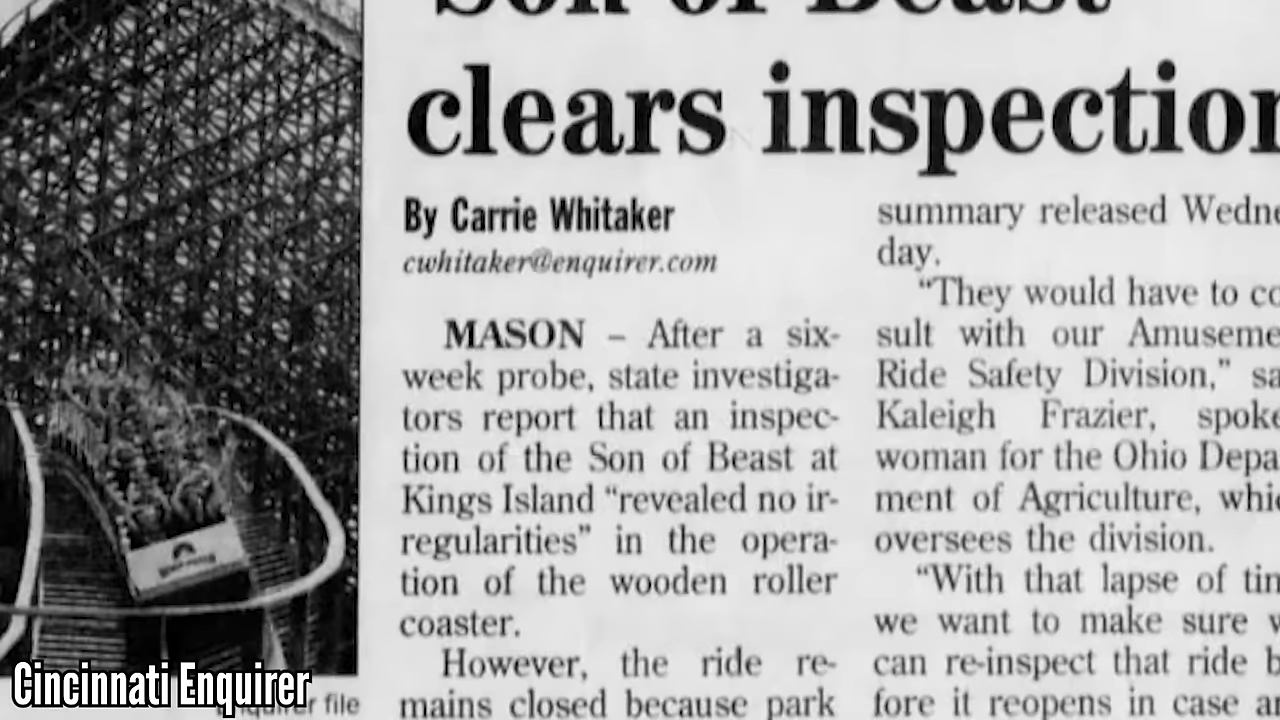 Son of Beast
clears inspection
By Carrie Whitaker
cwhitaker@enquirer.com
MASON – After a six-
week probe, state investiga-
tors report that an inspec-
tion of the Son of Beast at
Kings Island “revealed no ir-
regularities” in the opera-
tion of the wooden roller
coaster.
However, the ride re-
mains closed because park
summary released Wedne
day.
“They would have to co
sult with our Amuseme
Ride Safety Division,” sa
Kaleigh Frazier, spoke
woman for the Ohio Depa
ment of Agriculture, whic
oversees the division.
“With that lapse of tim
we want to make sure w
can re-inspect that ride b
fore it reopens in case an
Enquirer file
Cincinnati Enquirer